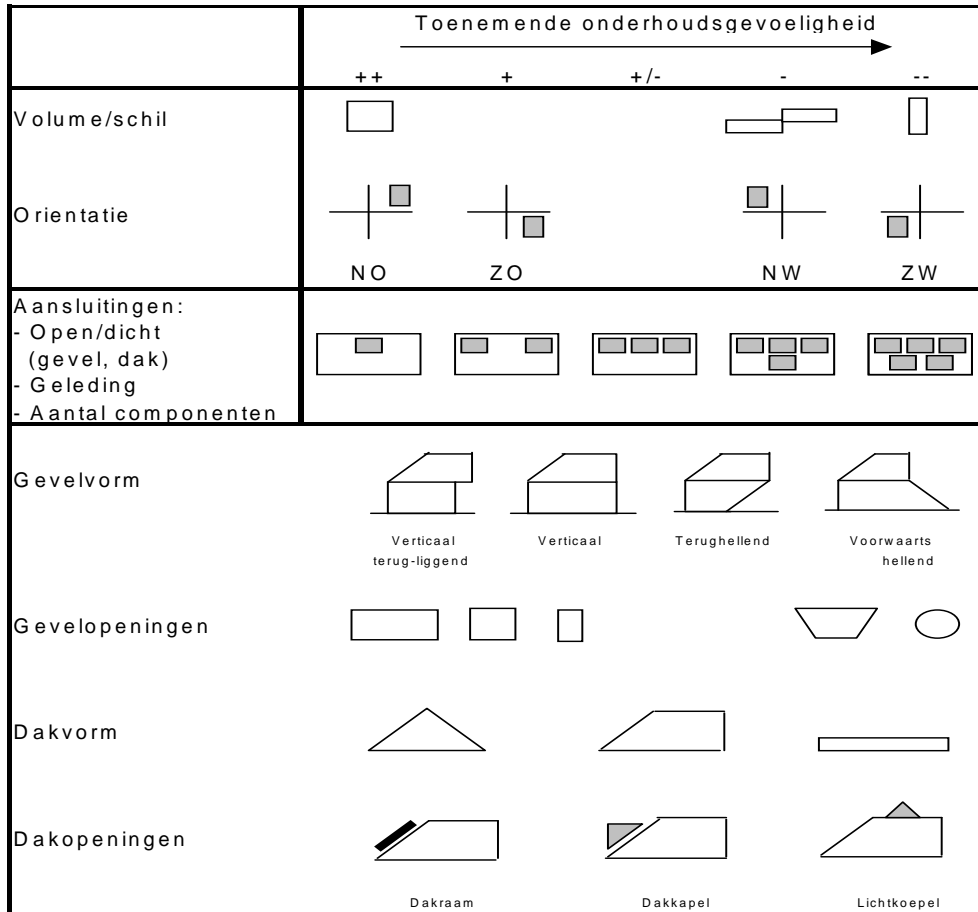 Toenemende onderhoudsgevoeligheid
++ + +/- - --
Volume/schil
Orientatie
NO ZO NW ZW
Aansluitingen:
- Open/dicht
(gevel, dak)
- Geleding
- Aantal componenten
Gevelvorm
Verticaal terug-liggend Verticaal Terughellend Voorwaarts hellend
Gevelopeningen
Dakvorm
Dakopeningen
Dakraam Dakkapel Lichtkoepel